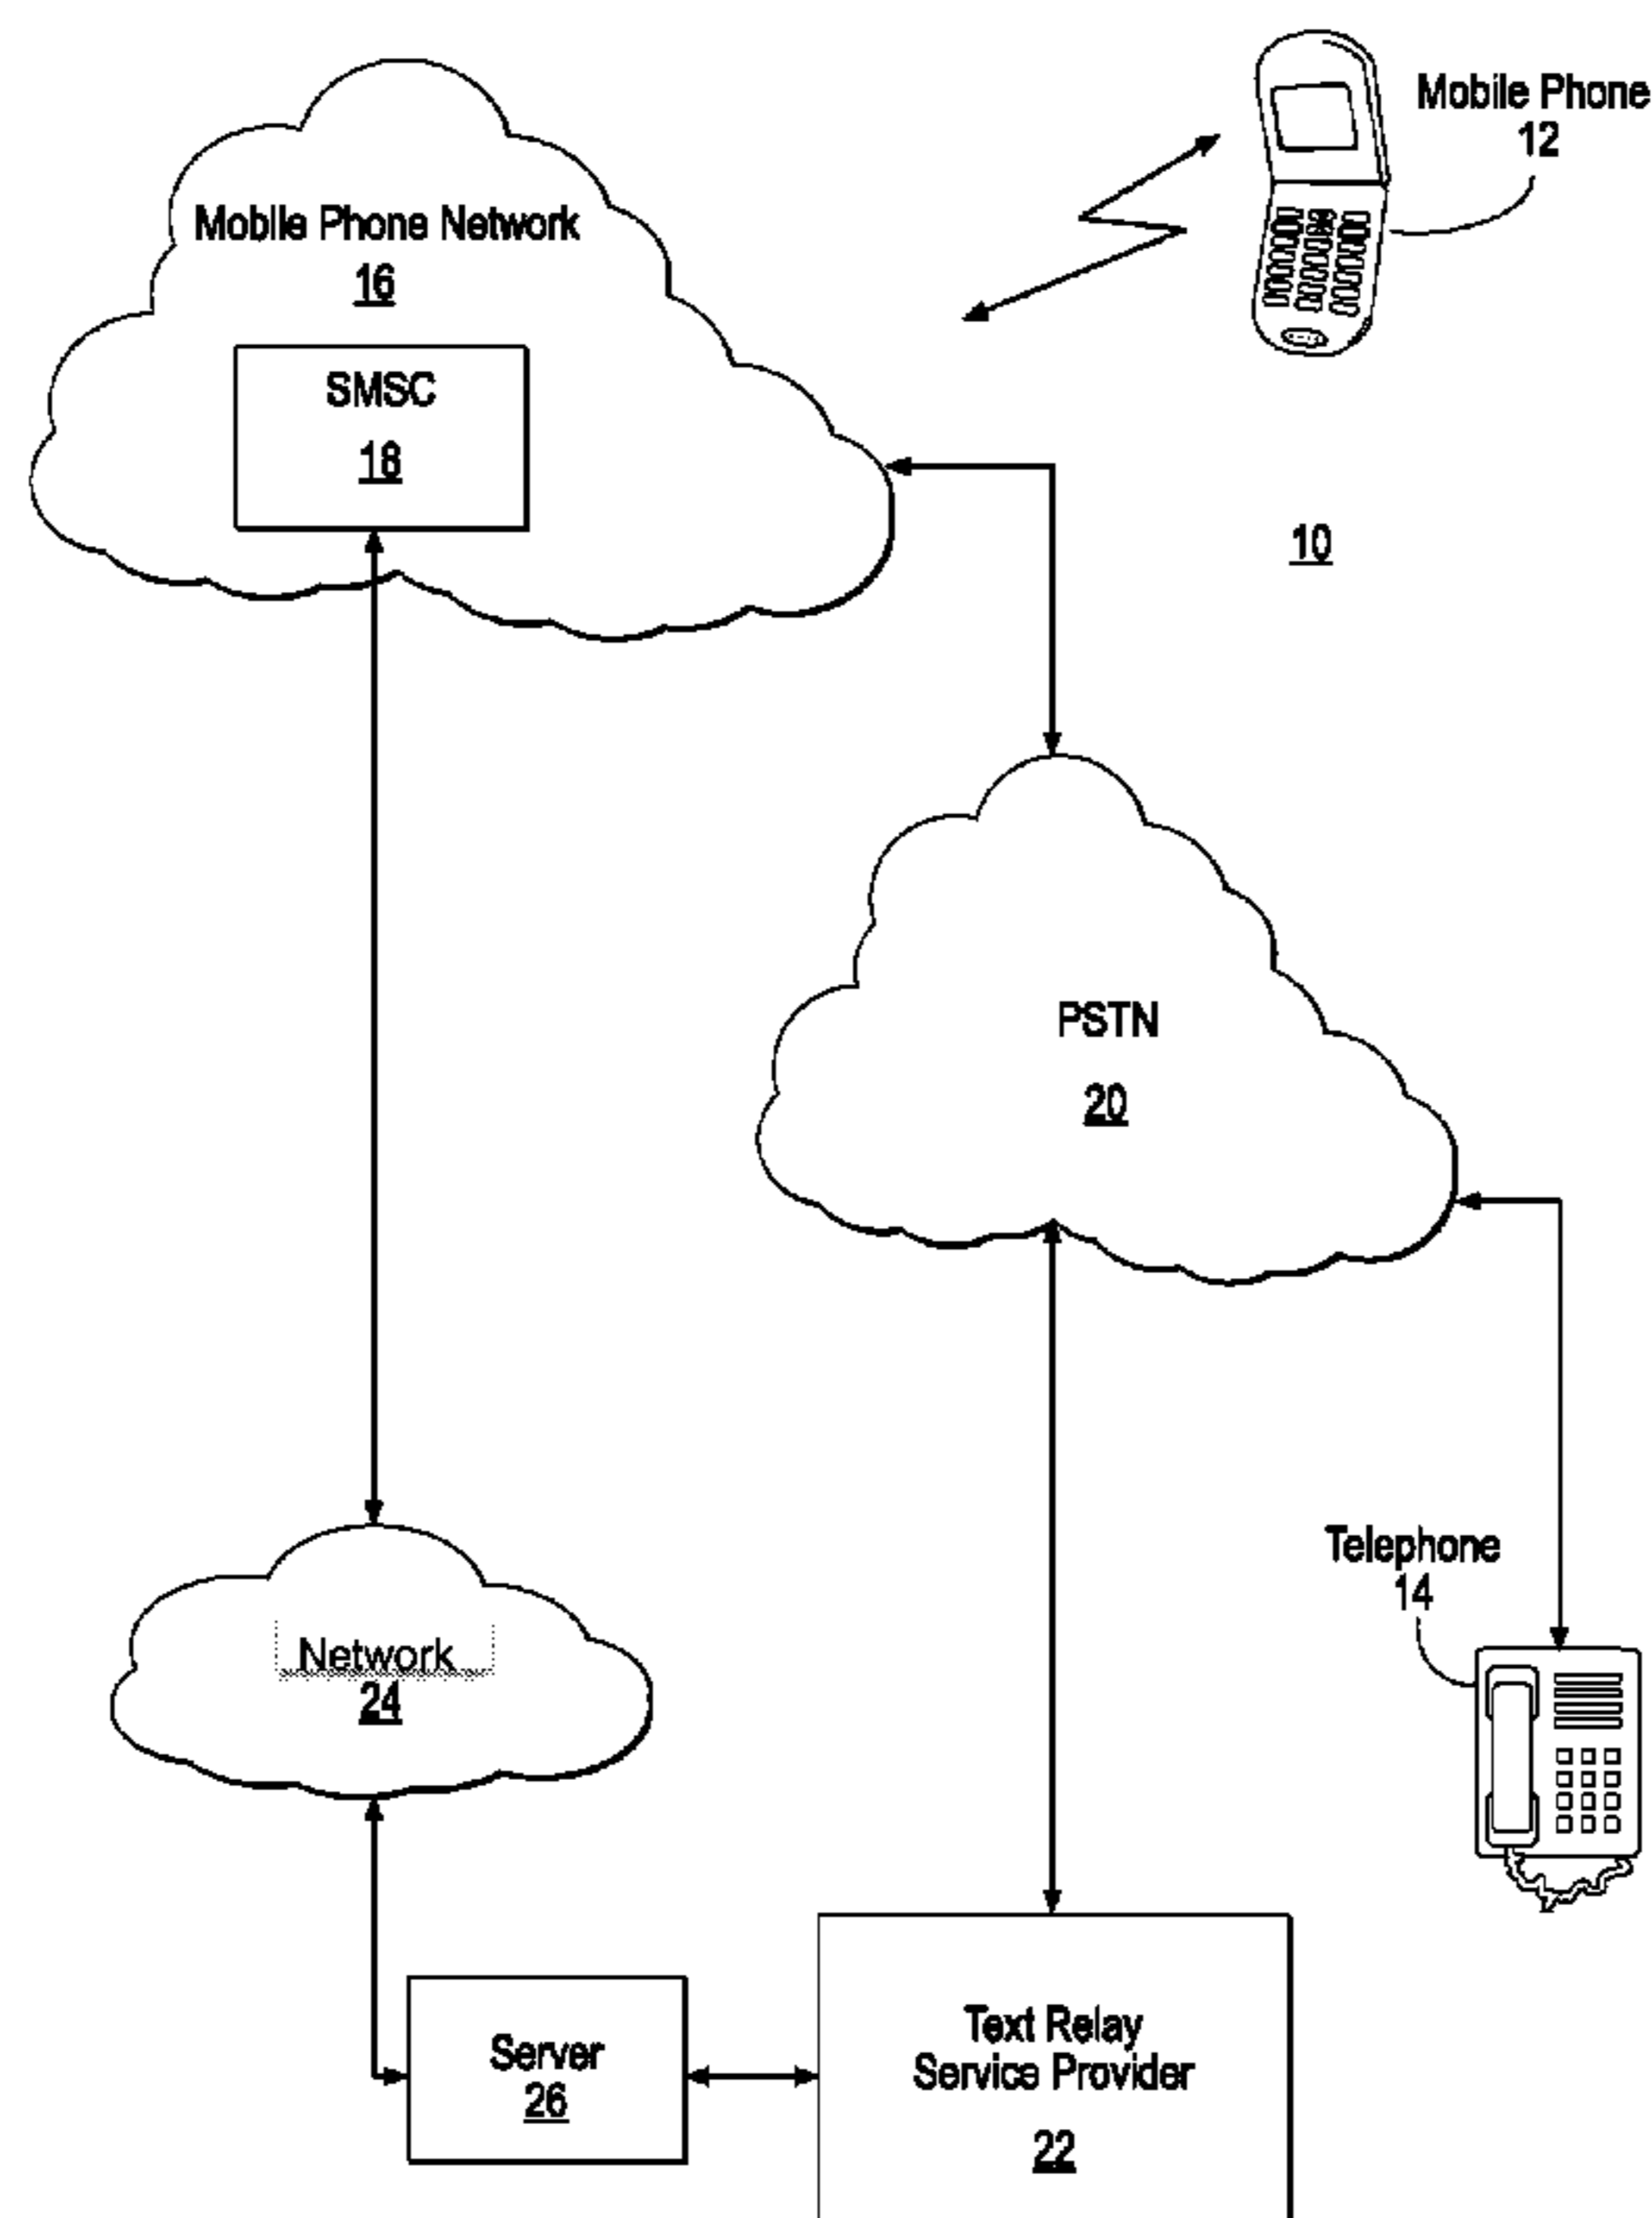 Mobile Phone
12
Mobile Phone Network
16
SMSC
18
10
PSTN
20
Telephone
14
Network
24
Server
26
Text Relay
Service Provider
22